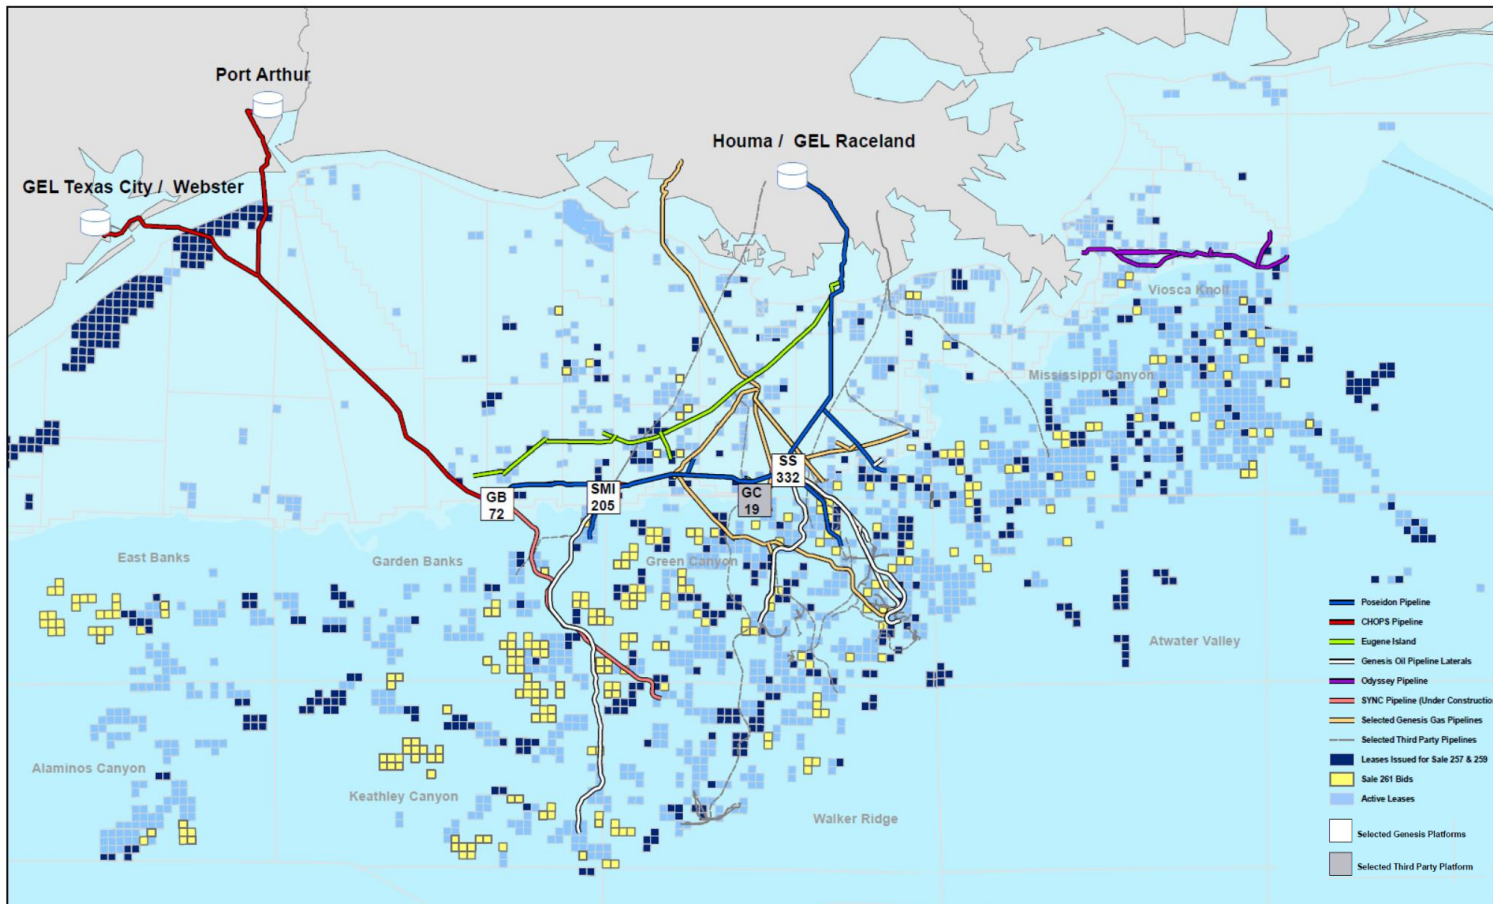 Port Arthur
Houma / GEL Raceland
GEL Texas City / Webster
Viosca Knoll
Mississippi Canyon
SS
332
GB
72
SMI
205
GC
19
East Banks
Garden Banks
Green Canyon
Atwater Valley
Alaminos Canyon
Keathley Canyon
Walker Ridge
Poseidon Pipeline
CHOPS Pipeline
Eugene Island
Genesis Oil Pipeline Laterals
Odyssey Pipeline
SYNC Pipeline (Under Construction
Selected Genesis Gas Pipelines
Selected Third Party Pipelines
Leases Issued for Sale 257 & 259
Sale 261 Bids
Active Leases
Selected Genesis Platforms
Selected Third Party Platform